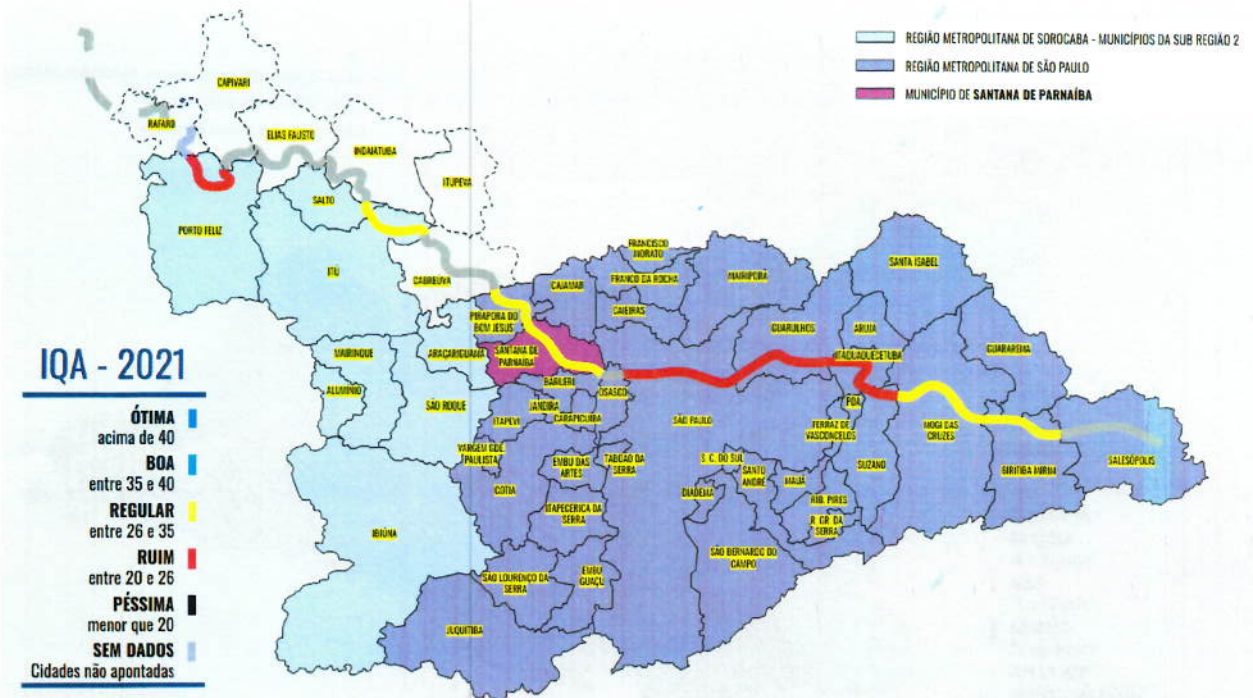 REGIÃO METROPOLITANA DE SOROCABA - MUNICÍPIOS DA SUB REGIÃO 2
REGIÃO METROPOLITANA DE SÃO PAULO
MUNICÍPIO DE SANTANA DE PARNAÍBA
CAPIVARI
RAFARD
ELIAS FAUSTO
INDAIATUBA
ITUPEVA
SALTO
PORTO FELIZ
ITÚ
CABREUVA
FRANCISCO
MORATO
SANTA ISABEL
CAJAMAR
FRANCO DA ROCHA
MAIRIPORÃ
CAIEIRAS
PIRAPORA DO
BOM JESUS
GUARULHOS
ARUJÁ
MAIRINQUE
ARAÇARIGUAMA
SANTANA DE
PARNAÍBA
ITAQUAQUECETUBA
GUARAREMA
BARUERI
ALUMINIO
OSASCO
SÃO ROQUE
JANDIRA
POÁ
ITAPEVI
CARAPICUIBA
SÃO PAULO
FERRAZ DE
VASCONCELOS
MOGI DAS
CRUZES
VARGEM GDE.
PAULISTA
EMBU DAS
ARTES
TABOÃO DA
SERRA
S. C. DO SUL
SANTO
ANDRÉ
MAUÁ
SUZANO
BIRITIBA MIRIM
SALESÓPOLIS
COTIA
DIADEMA
RIB. PIRES
ITAPECERICA DA
SERRA
R. GR. DA
SERRA
IBIÚNA
SÃO BERNARDO DO
CAMPO
SÃO LOURENÇO DA
SERRA
EMBU
GUAÇU
JUQUITIBA
IQA - 2021
ÓTIMA
acima de 40
BOA
entre 35 e 40
REGULAR
entre 26 e 35
RUIM
entre 20 e 26
PÉSSIMA
menor que 20
SEM DADOS
Cidades não apontadas